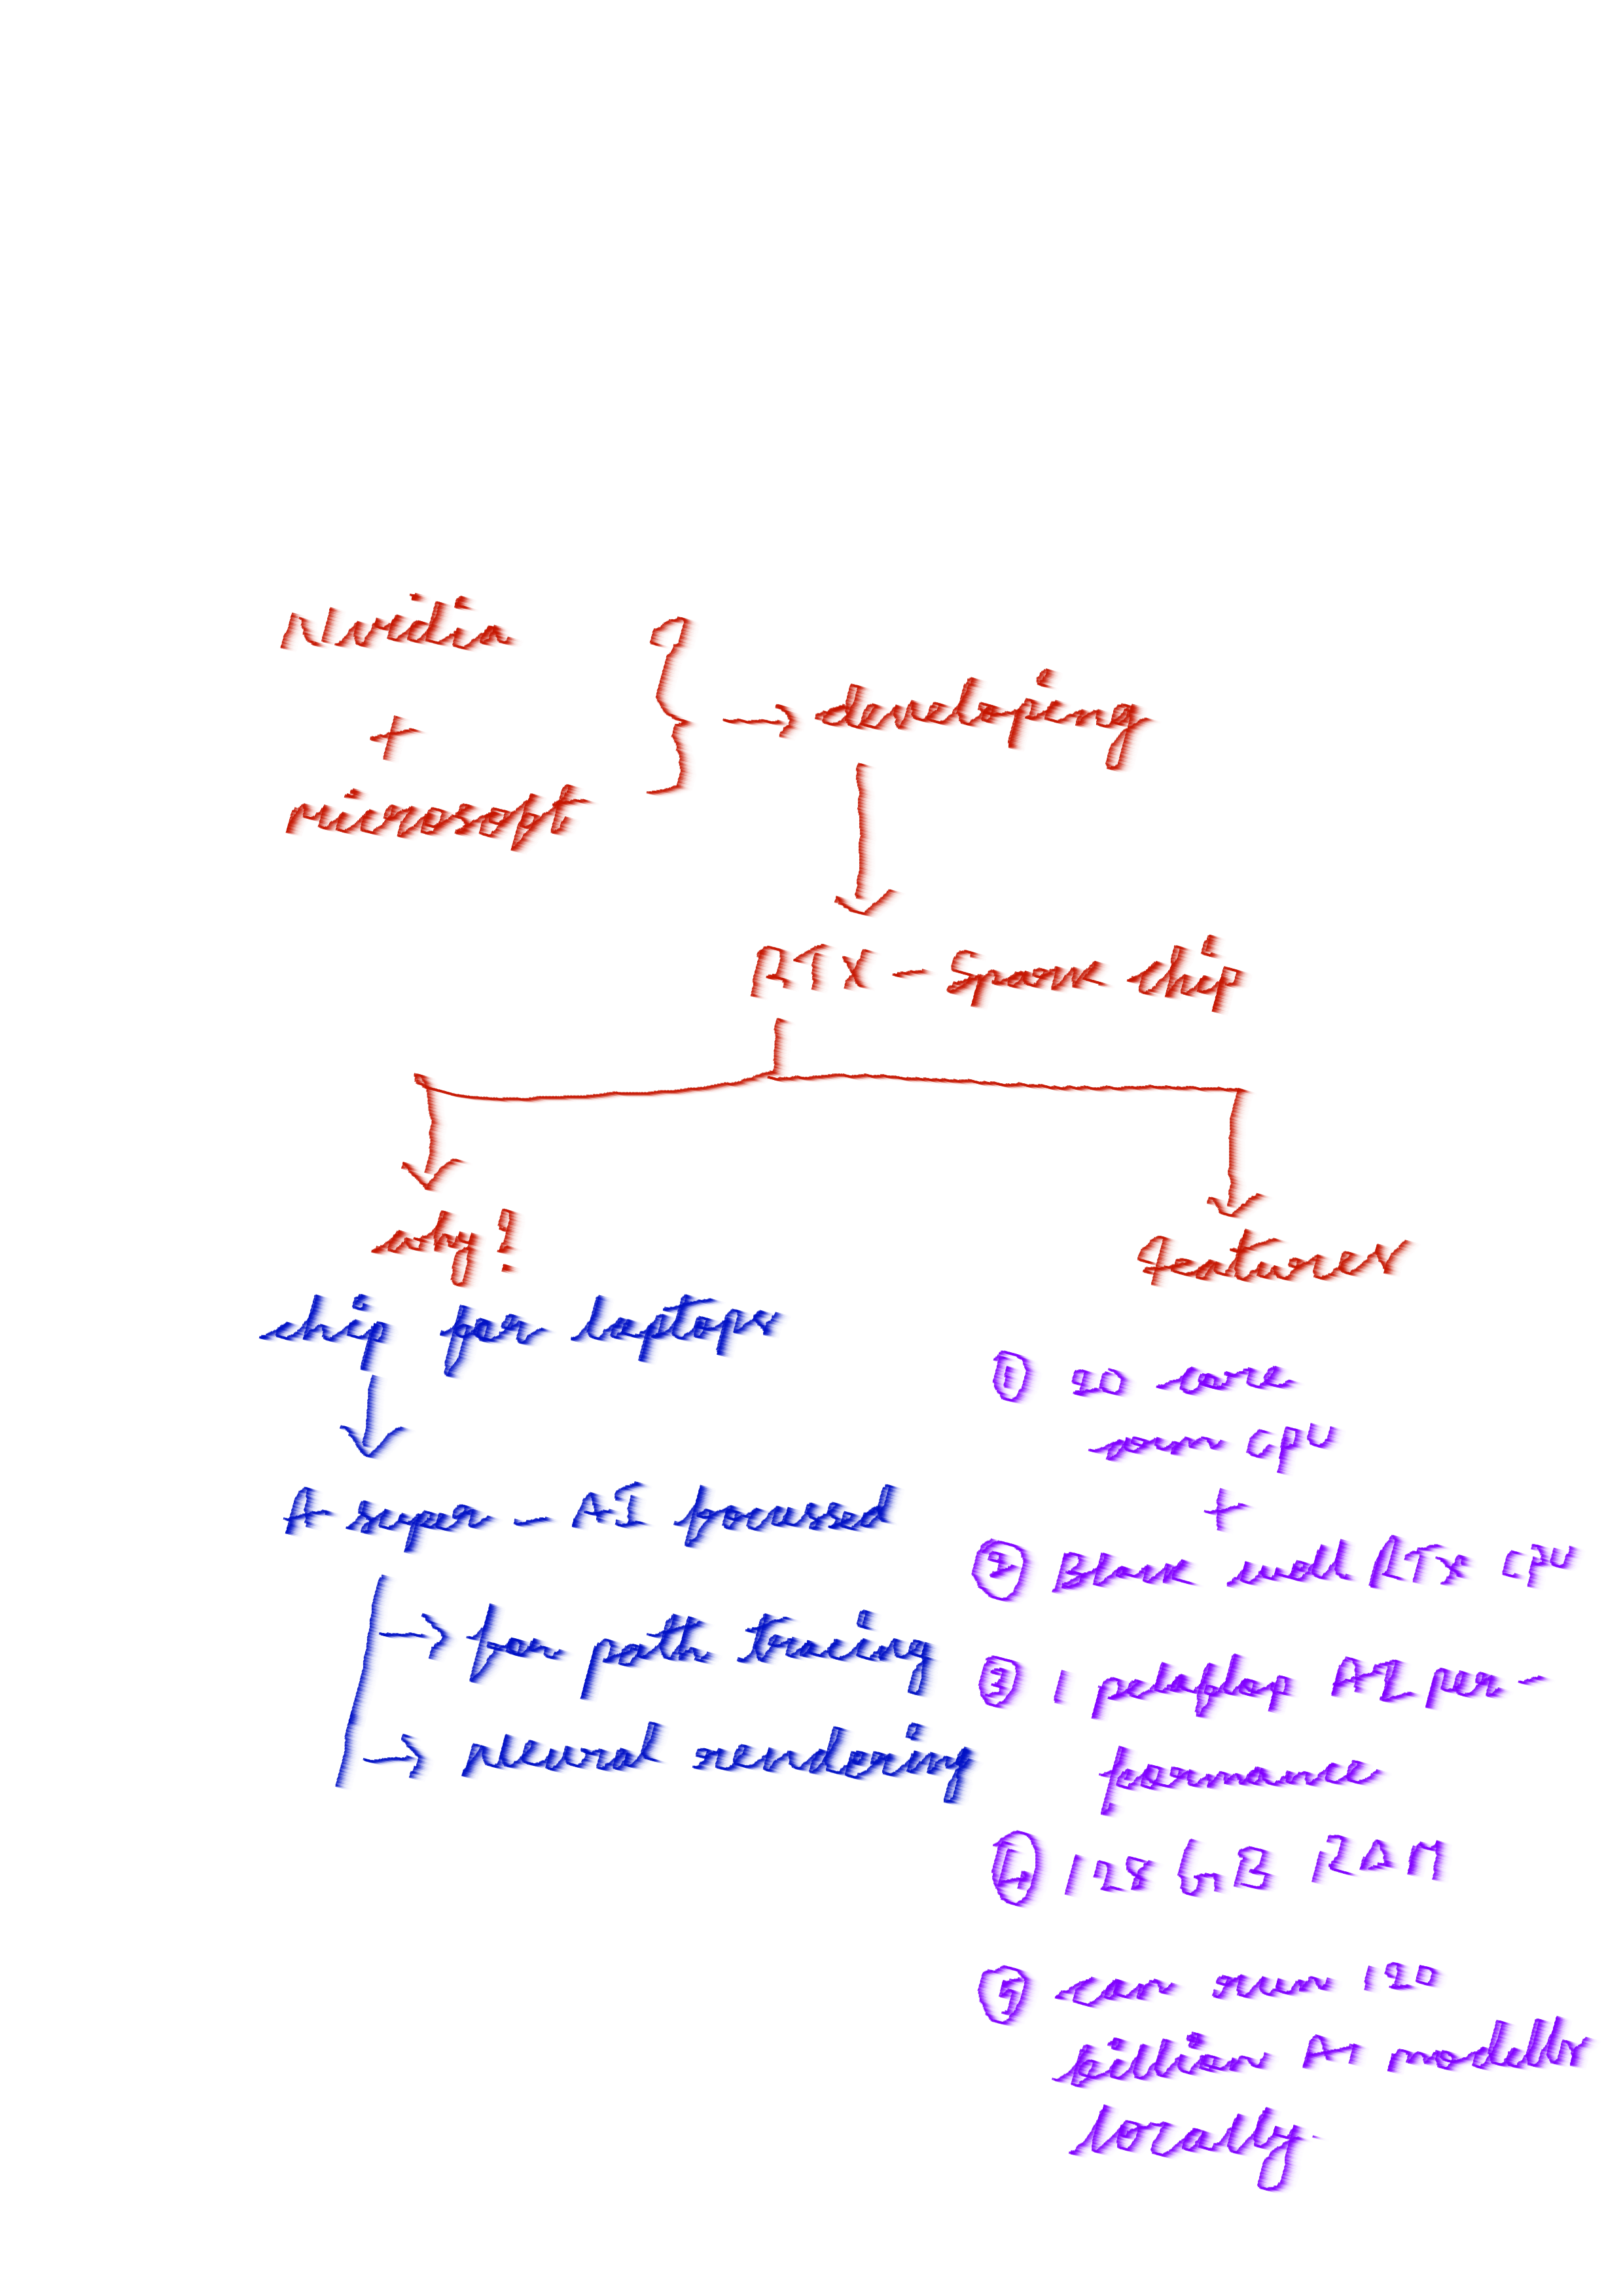 Nvidia
+
microsoft
→ developing
RTX - Spark chip
why?
chip for laptops
A super - AI focussed
→ for path tracing
→ Neural rendering
features
① 20 core
arm CPU
+
② Black well RTX CPU
③ 1 petaflop AI per-
formance
④ 128 GB RAM
⑤ can run 120
billion AI modells
locally.